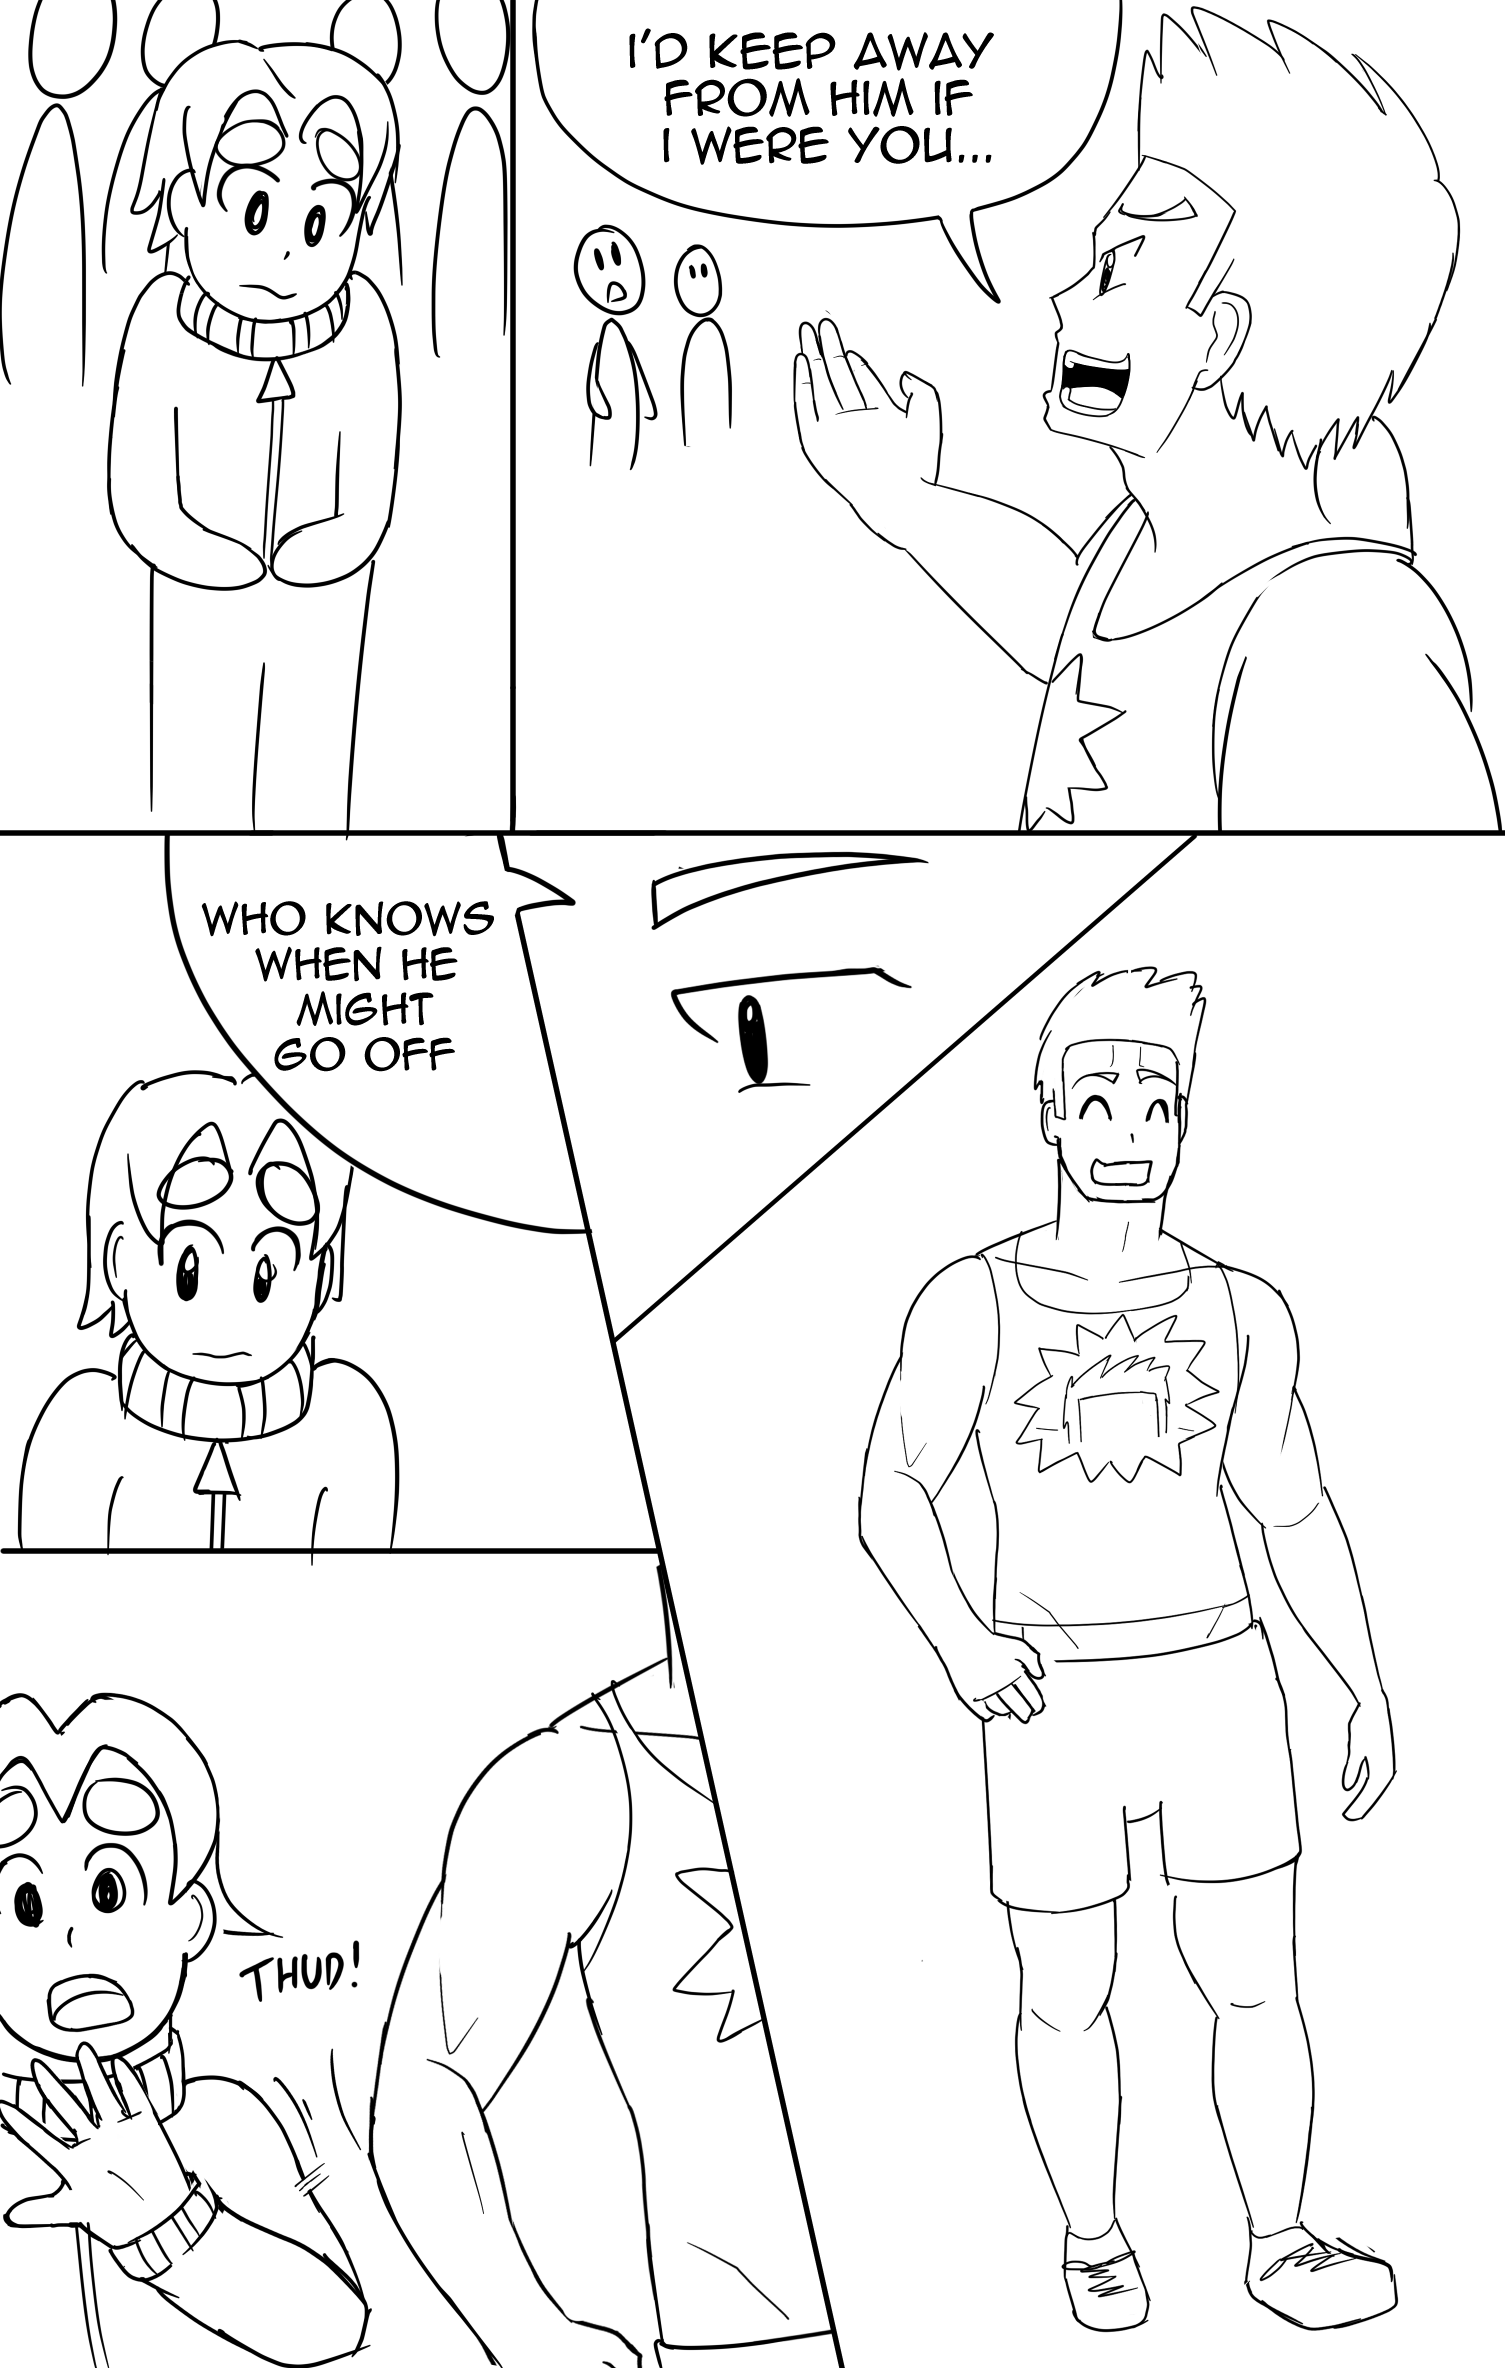 I'D KEEP AWAY
FROM HIM IF
I WERE YOU...
WHO KNOWS
WHEN HE
MIGHT
GO OFF
THUD!